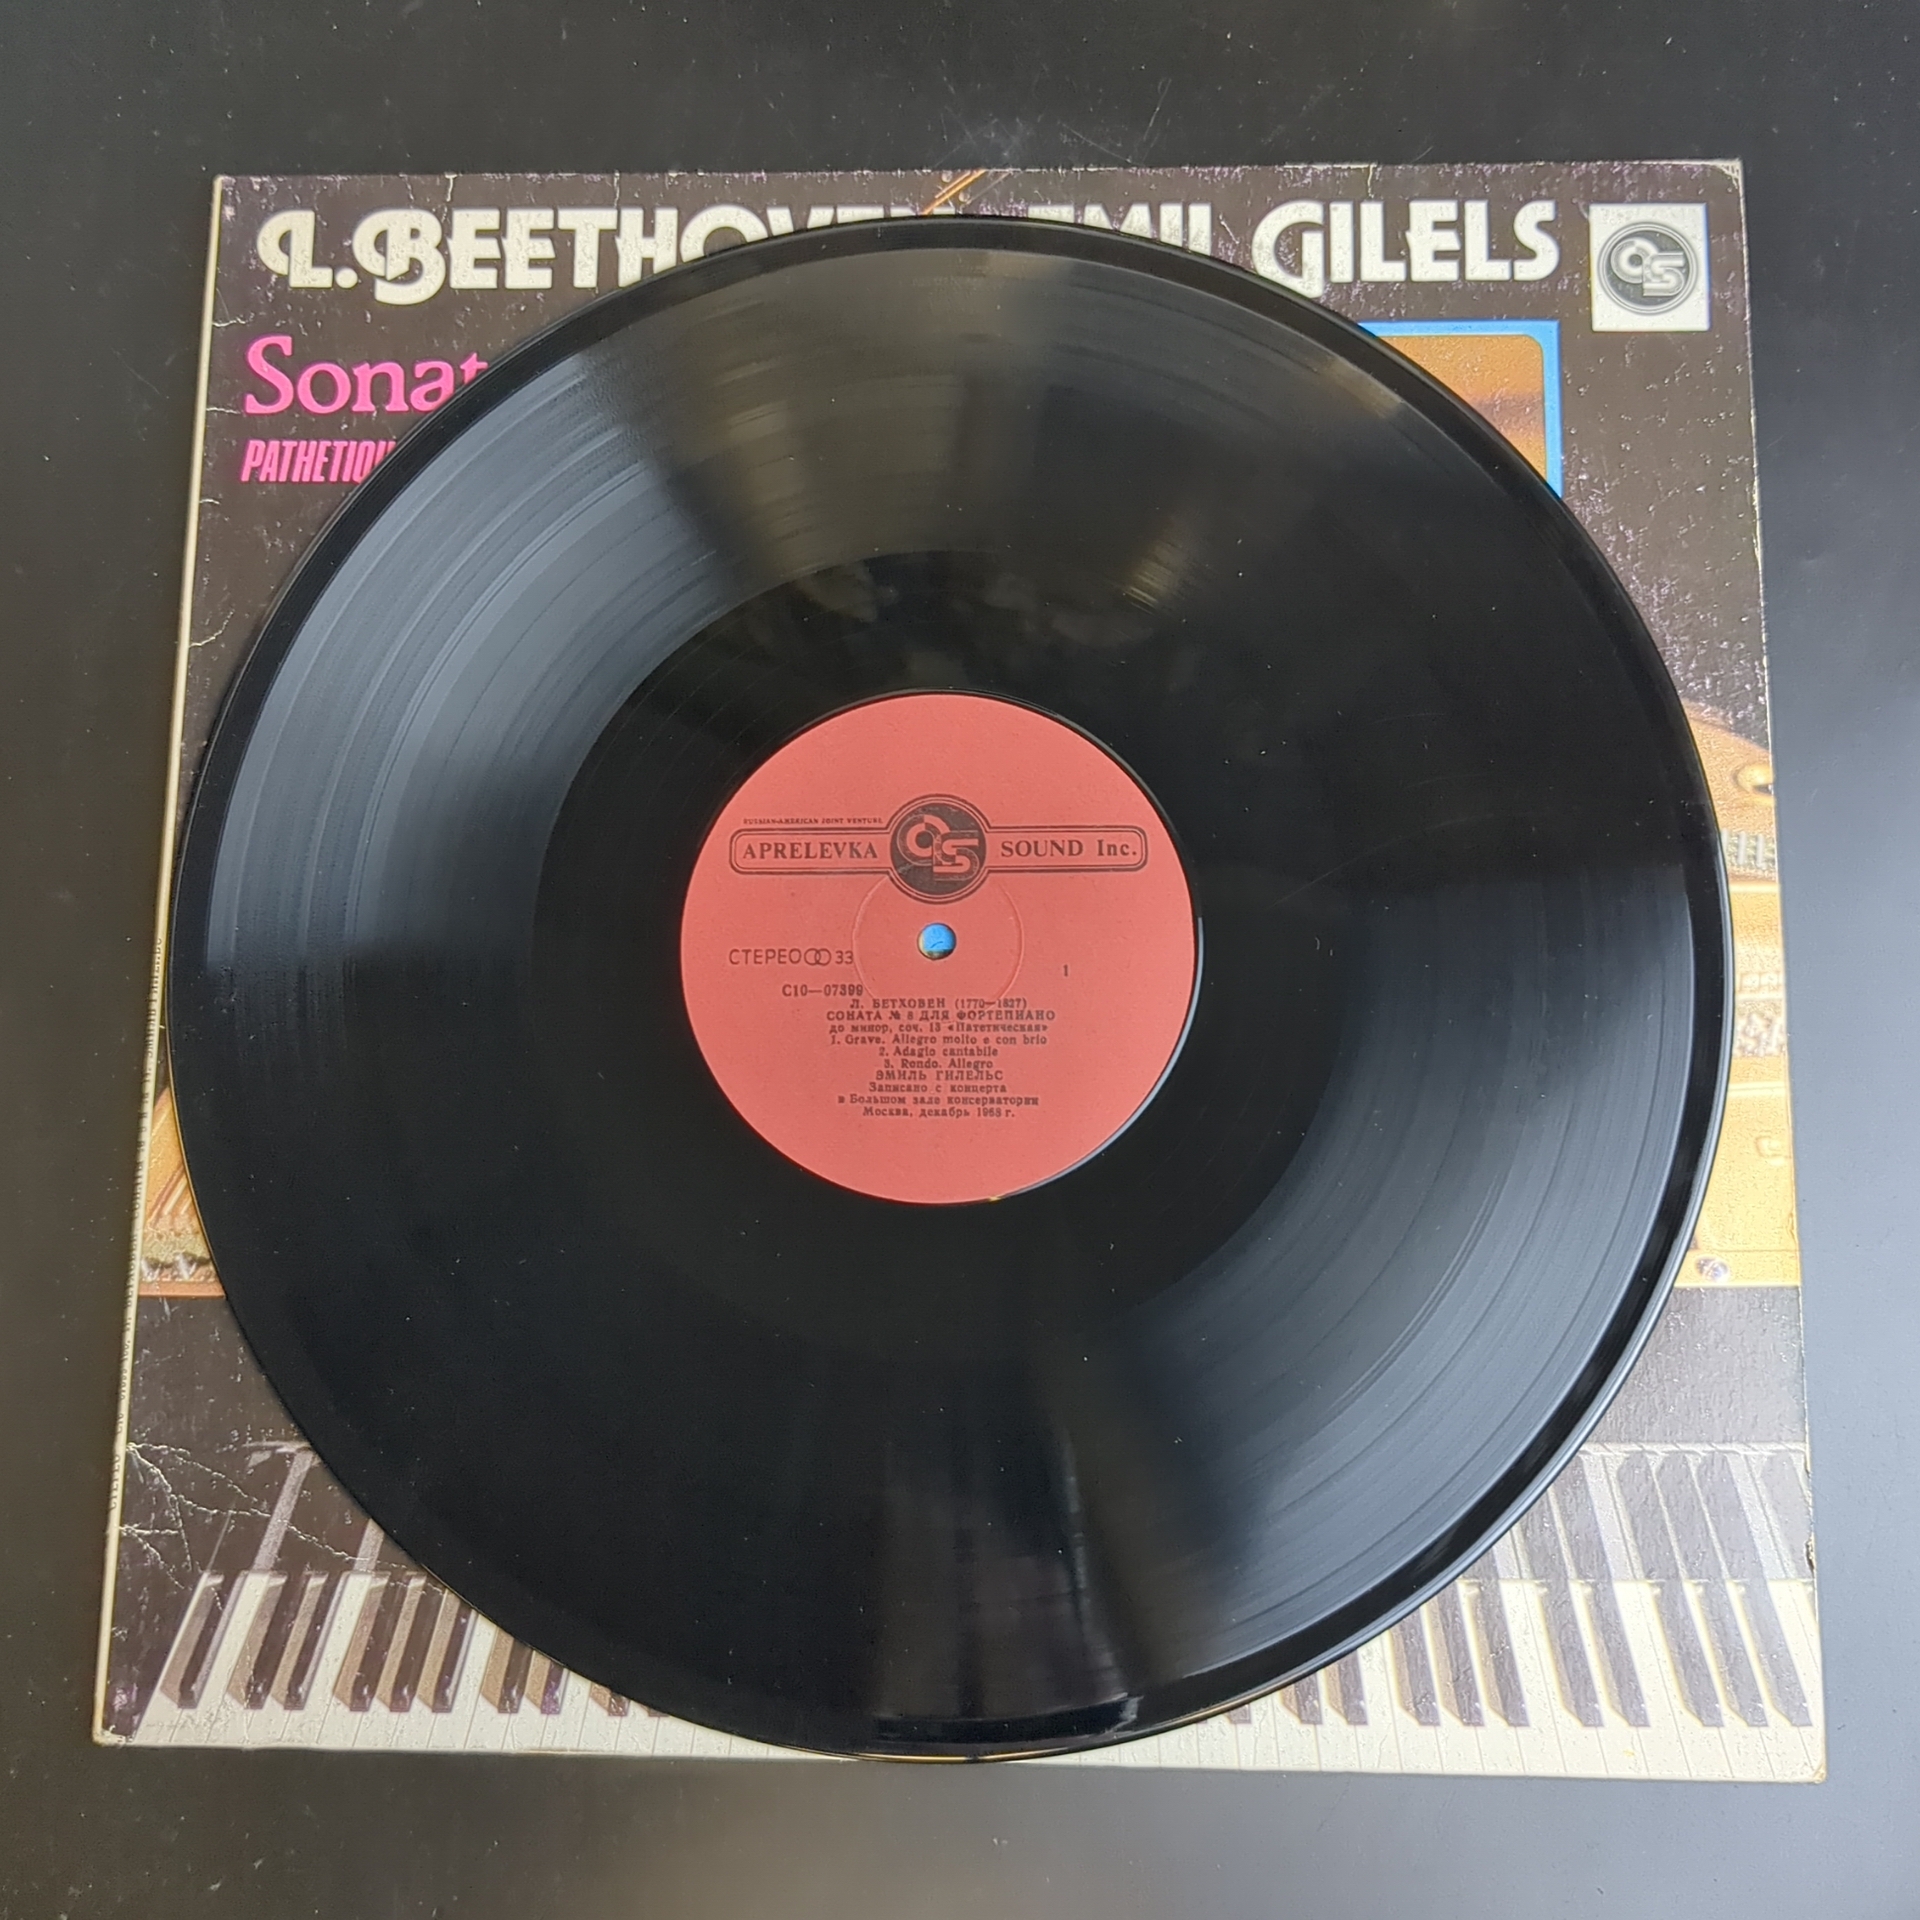 L. BEETHOVEN EMIL GILELS
Sonat
PATHETIQU
RUSSIAN-AMERICAN JOINT VENTURE
APRELEVKA SOUND Inc.
СТЕРЕО 33
1
С10—07399
Л. БЕТХОВЕН (1770—1827)
СОНАТА № 8 ДЛЯ ФОРТЕПИАНО
до минор, соч. 13 «Патетическая»
1. Grave. Allegro molto e con brio
2. Adagio cantabile
3. Rondo. Allegro
ЭМИЛЬ ГИЛЕЛЬС
Записано с концерта
в Большом зале консерватории
Москва, декабрь 1968 г.